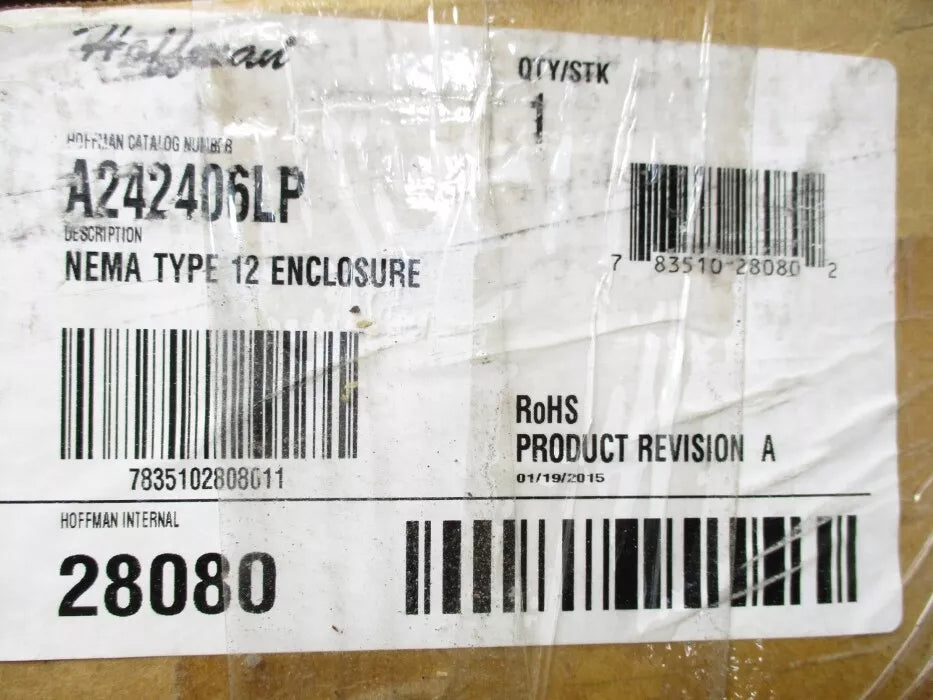 Hoffman®
QTY/STK
1
HOFFMAN CATALOG NUMBER
A242406LP
DESCRIPTION
NEMA TYPE 12 ENCLOSURE
7 83510 28080 2
7835102808011
RoHS
PRODUCT REVISION A
01/19/2015
HOFFMAN INTERNAL
28080